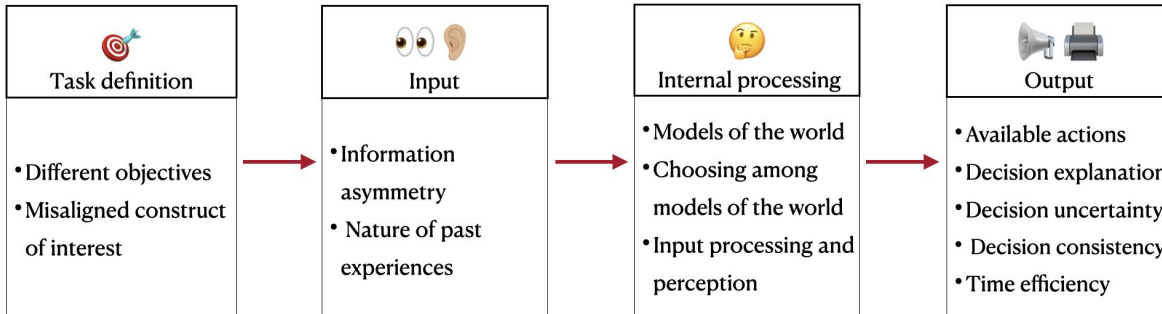 Task definition
• Different objectives
• Misaligned construct
of interest
Input
• Information
asymmetry
• Nature of past
experiences
Internal processing
• Models of the world
• Choosing among
models of the world
• Input processing and
perception
Output
• Available actions
• Decision explanation
• Decision uncertainty
• Decision consistency
• Time efficiency